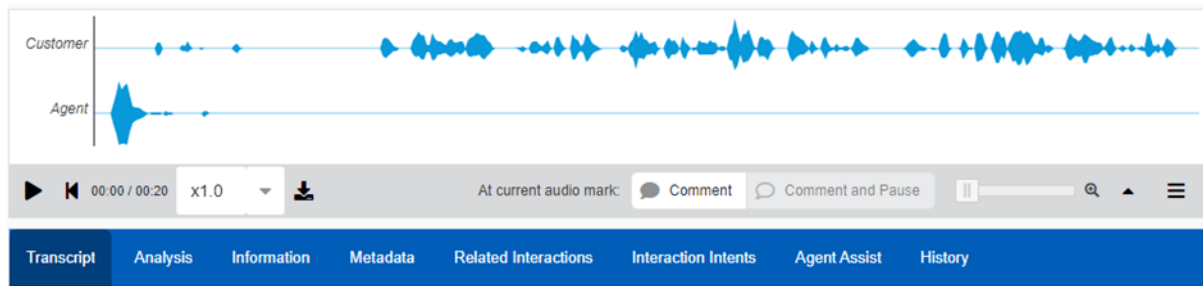 Customer
Agent
00:00 / 00:20 x1.0 At current audio mark: Comment Comment and Pause
Transcript Analysis Information Metadata Related Interactions Interaction Intents Agent Assist History